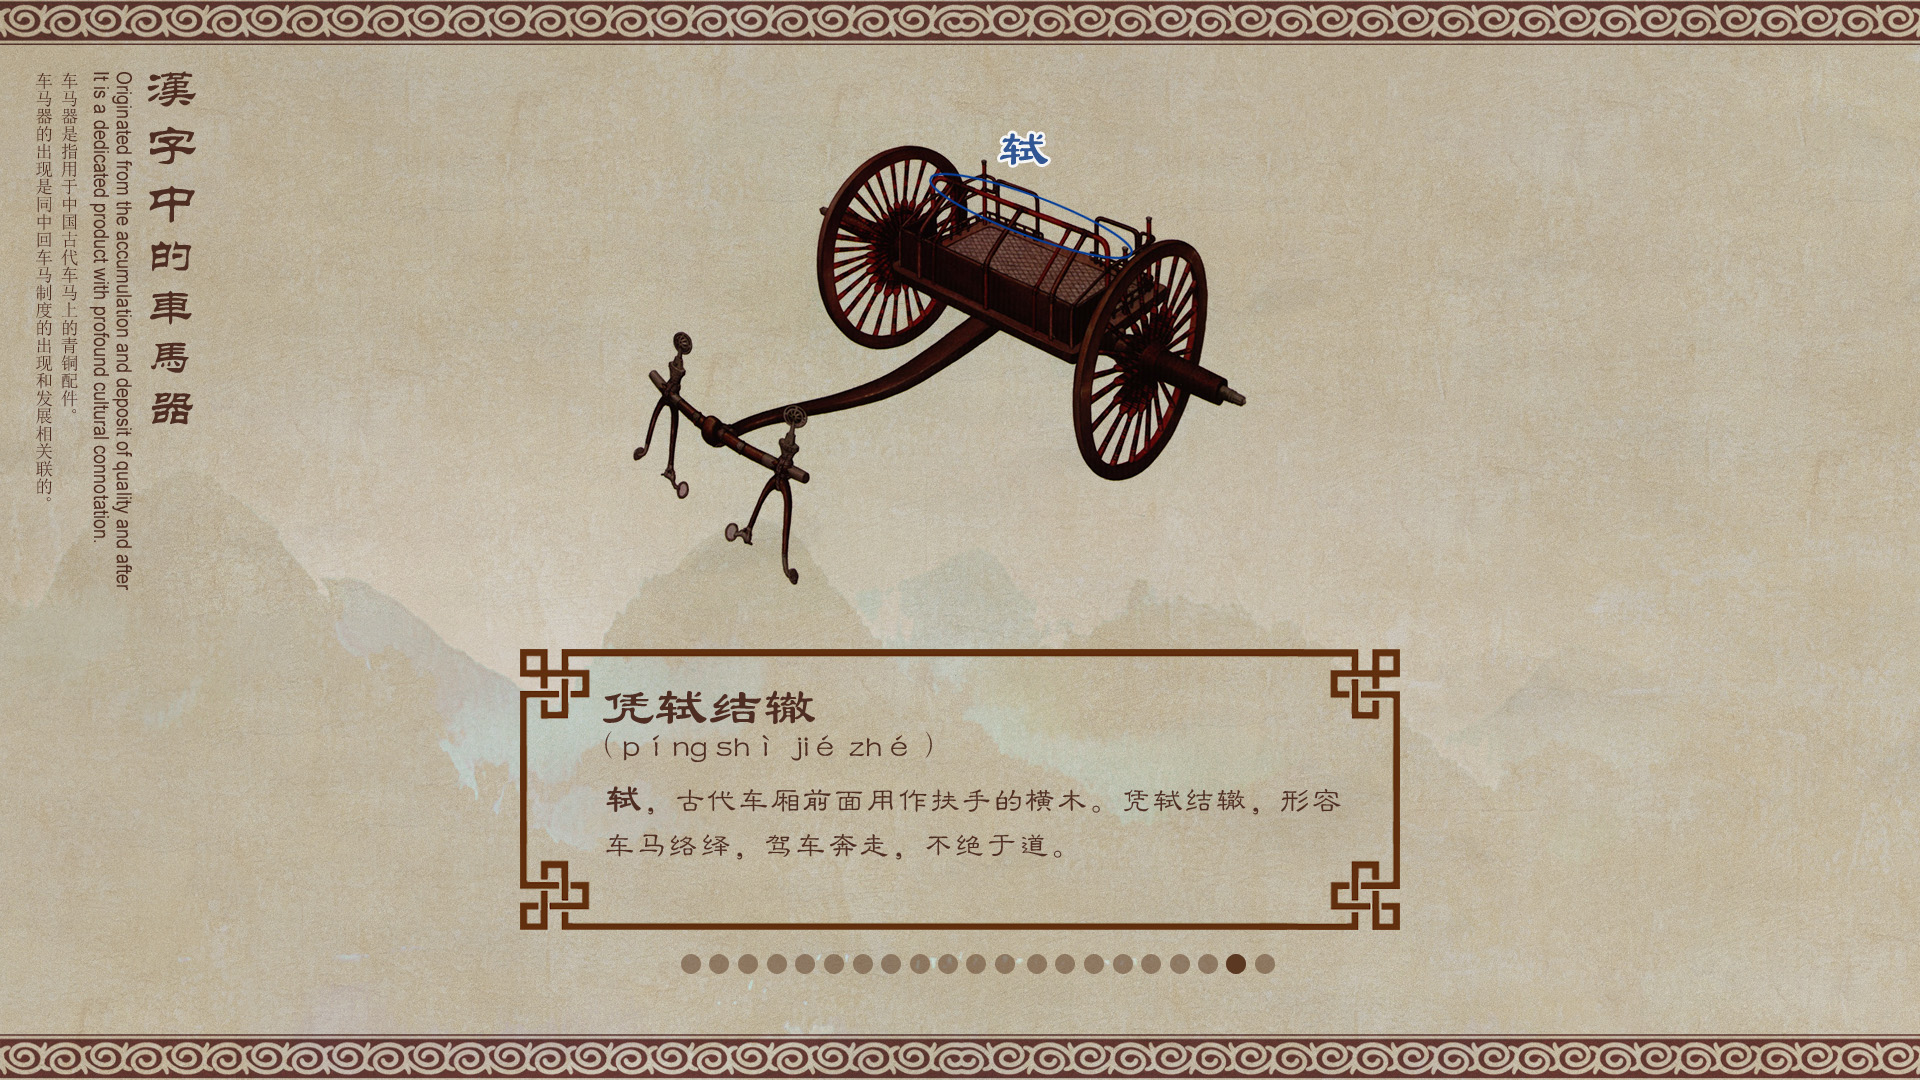 漢字中的車馬器
Originated from the accumulation and deposit of quality and after
It is a dedicated product with profound cultural connotation.
车马器是指用于中国古代车马上的青铜配件。
车马器的出现是同中回车马制度的出现和发展相关联的。
轼
凭轼结辙
（píng shì jié zhé）
轼，古代车厢前面用作扶手的横木。凭轼结辙，形容
车马络绎，驾车奔走，不绝于道。